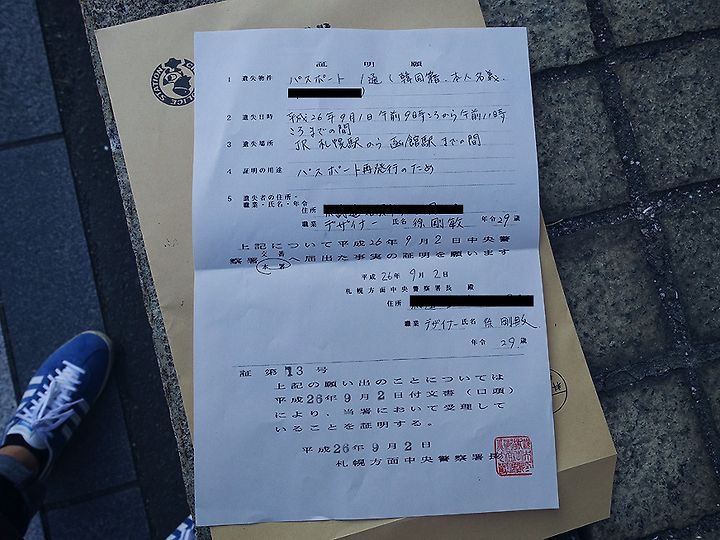 証明願
1 遺失物件 パスポート 1通 (韓国籍、本人名義、
)
2 遺失日時 平成26年9月1日午前9時ころから午前11時
ころまでの間
3 遺失場所 JR札幌駅から函館駅までの間
4 証明の用途 パスポート再発行のため
5 遺失者の住所・
職業・氏名・年令
住所
職業 デザイナー 氏名 徐剛敏 年令29歳
上記について平成26年9月2日中央警
察署 交番 本署 へ届出た事実の証明を願います
平成26年9月2日
札幌方面中央警察署長 殿
住所
職業 デザイナー 氏名 徐剛敏
年令 29歳
証第13号
上記の願い出のことについては
平成26年9月2日付文書(口頭)
により、当署において受理して
いることを証明する。
平成26年9月2日
札幌方面中央警察署長
POLICE STATION